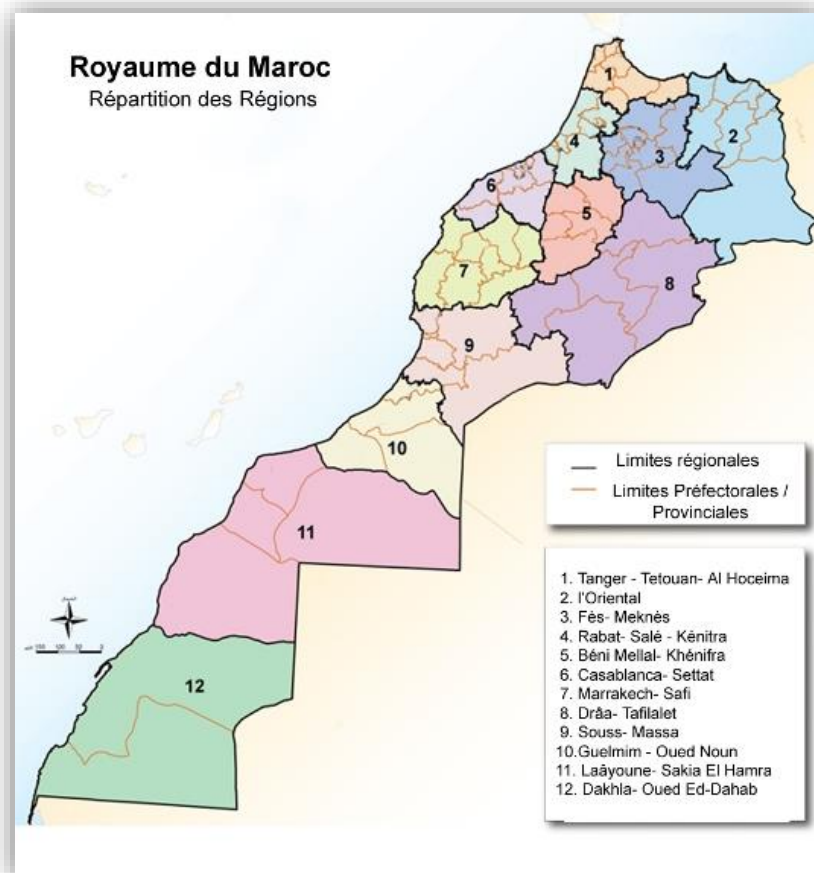 Royaume du Maroc
Répartition des Régions
1
2
3
4
5
6
7
8
9
10
11
12
Limites régionales
Limites Préfectorales /
Provinciales
1. Tanger - Tetouan- Al Hoceima
2. l'Oriental
3. Fès- Meknès
4. Rabat- Salé - Kénitra
5. Béni Mellal- Khénifra
6. Casablanca- Settat
7. Marrakech- Safi
8. Drâa- Tafilalet
9. Souss- Massa
10.Guelmim - Oued Noun
11. Laâyoune- Sakia El Hamra
12. Dakhla- Oued Ed-Dahab